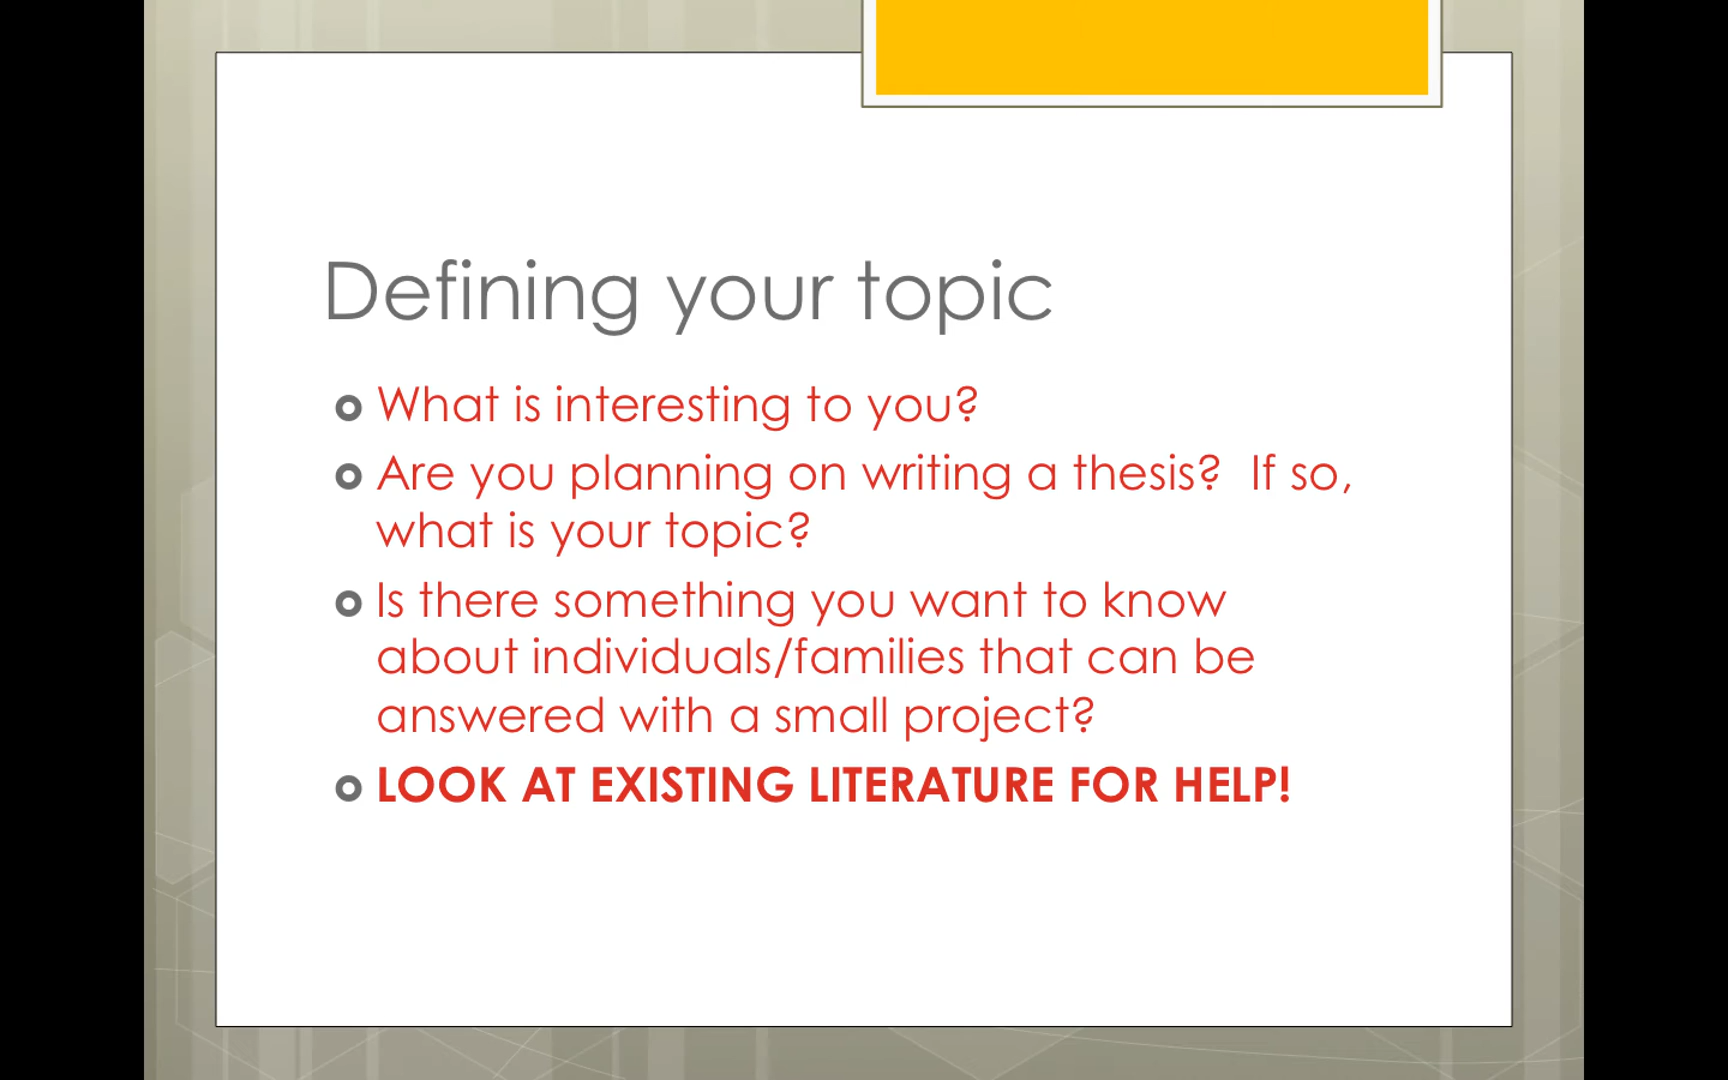 Defining your topic
What is interesting to you?
Are you planning on writing a thesis?  If so,
what is your topic?
Is there something you want to know
about individuals/families that can be
answered with a small project?
LOOK AT EXISTING LITERATURE FOR HELP!